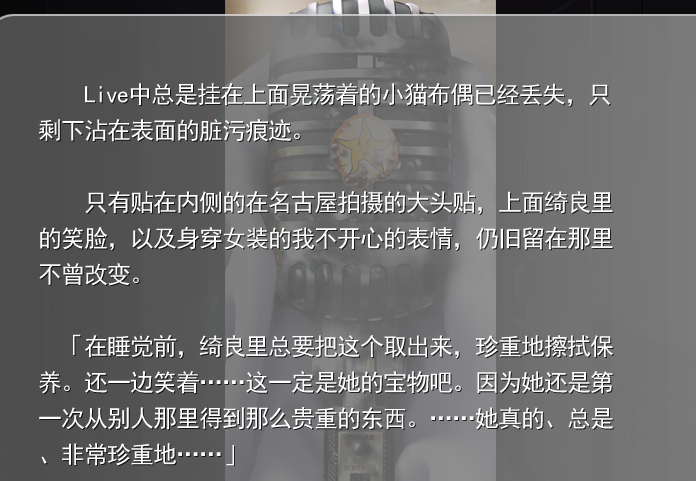 Live中总是挂在上面晃荡着的小猫布偶已经丢失，只
剩下沾在表面的脏污痕迹。
只有贴在内侧的在名古屋拍摄的大头贴，上面绮良里
的笑脸，以及身穿女装的我不开心的表情，仍旧留在那里
不曾改变。
「在睡觉前，绮良里总要把这个取出来，珍重地擦拭保
养。还一边笑着……这一定是她的宝物吧。因为她还是第
一次从别人那里得到那么贵重的东西。……她真的、总是
、非常珍重地……」